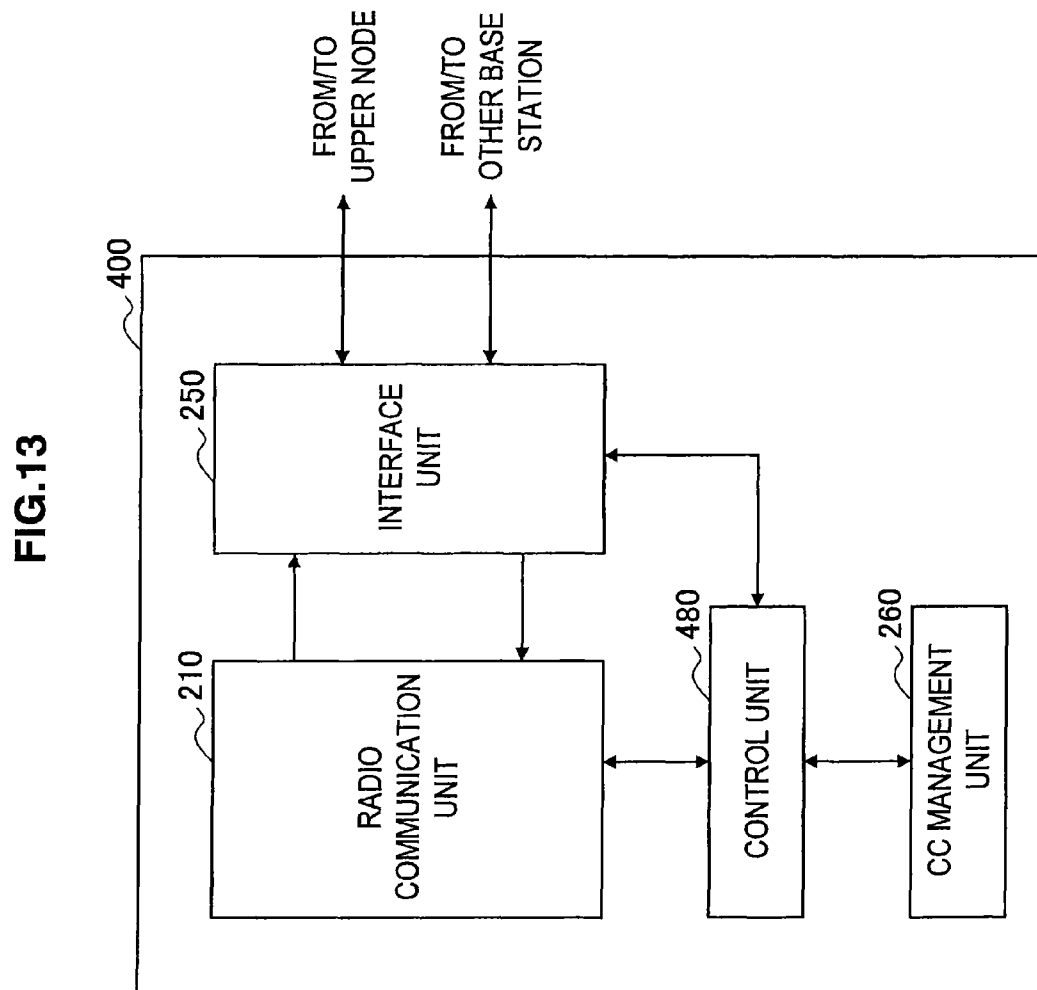 FIG.13
400
210
RADIO
COMMUNICATION
UNIT
250
INTERFACE
UNIT
FROM/TO
UPPER NODE
FROM/TO
OTHER BASE
STATION
480
CONTROL UNIT
260
CC MANAGEMENT
UNIT